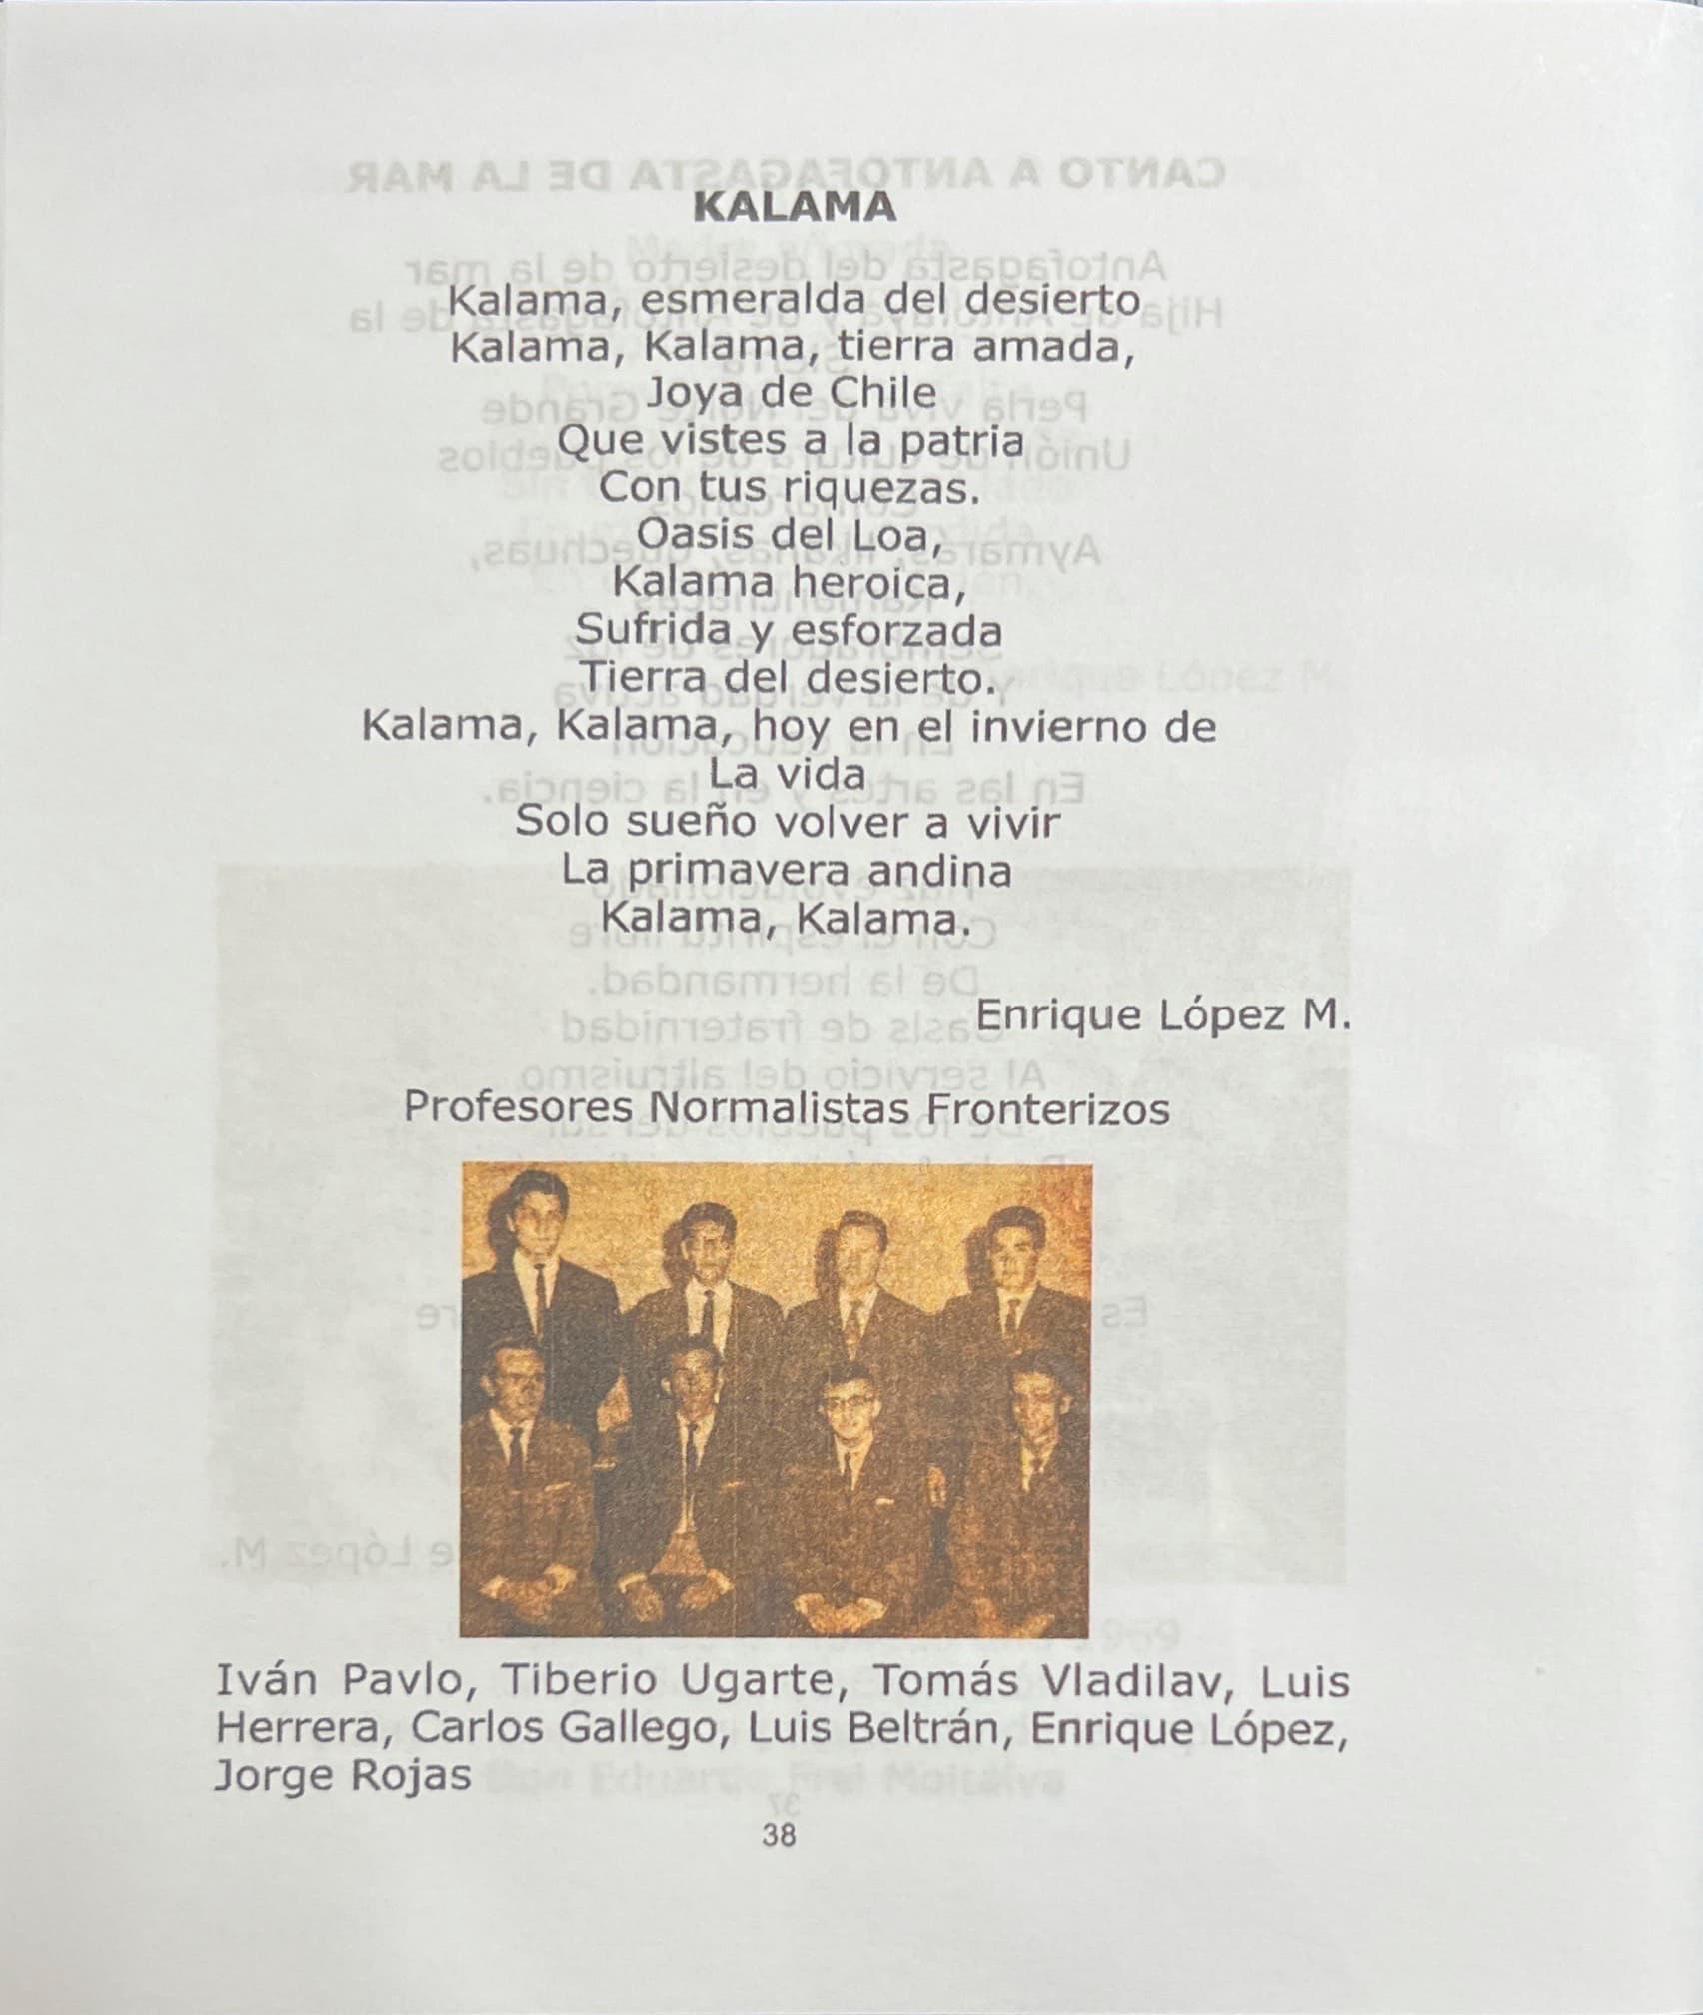 KALAMA
Kalama, esmeralda del desierto
Kalama, Kalama, tierra amada,
Joya de Chile
Que vistes a la patria
Con tus riquezas.
Oasis del Loa,
Kalama heroica,
Sufrida y esforzada
Tierra del desierto.
Kalama, Kalama, hoy en el invierno de
La vida
Solo sueño volver a vivir
La primavera andina
Kalama, Kalama.
Enrique López M.
Profesores Normalistas Fronterizos
Iván Pavlo, Tiberio Ugarte, Tomás Vladilav, Luis
Herrera, Carlos Gallego, Luis Beltrán, Enrique López,
Jorge Rojas
38